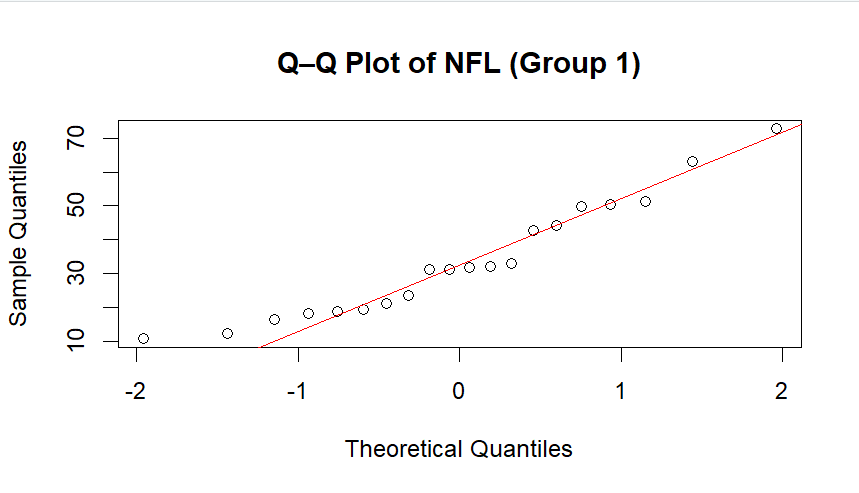 Q–Q Plot of NFL (Group 1)
Sample Quantiles
70
50
30
10
-2 -1 0 1 2
Theoretical Quantiles